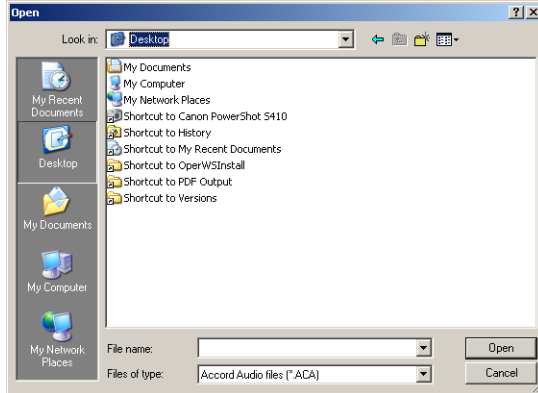 Open
Look in:
Desktop
My Recent
Documents
Desktop
My Documents
My Computer
My Network
Places
My Documents
My Computer
My Network Places
Shortcut to Canon PowerShot S410
Shortcut to History
Shortcut to My Recent Documents
Shortcut to OperWSInstall
Shortcut to PDF Output
Shortcut to Versions
File name:
Open
Files of type:
Accord Audio files (*.ACA)
Cancel